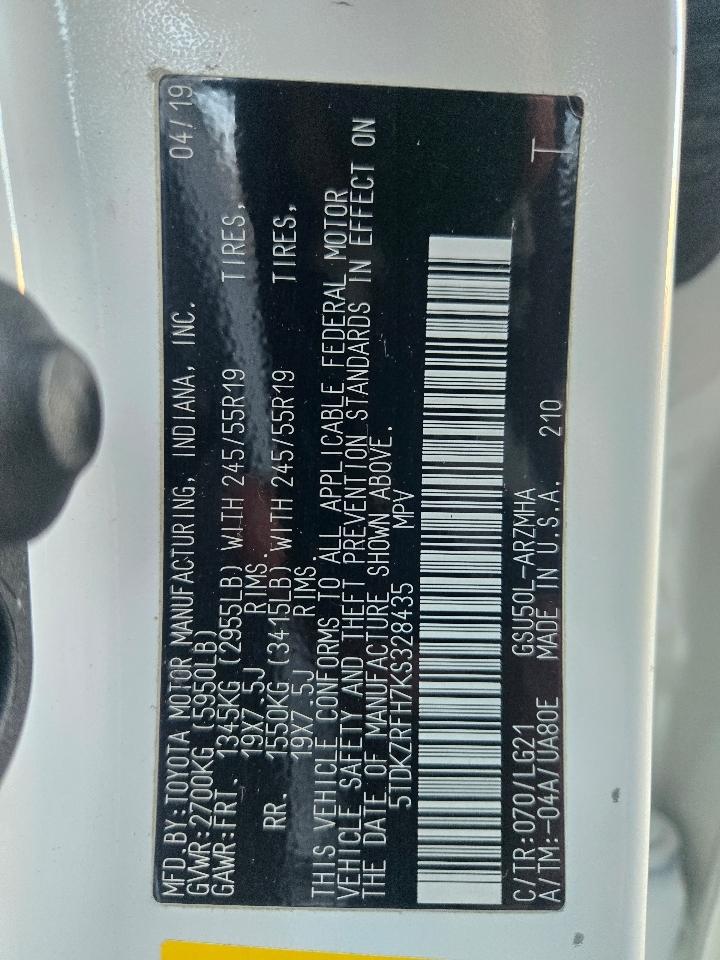 MFD.BY:TOYOTA MOTOR MANUFACTURING, INDIANA, INC. 04/19
GVWR:2700KG (5950LB)
GAWR:FRT. 1345KG (2955LB) WITH 245/55R19 TIRES,
19X7.5J RIMS.
RR. 1550KG (3415LB) WITH 245/55R19 TIRES,
19X7.5J RIMS.
THIS VEHICLE CONFORMS TO ALL APPLICABLE FEDERAL MOTOR
VEHICLE SAFETY AND THEFT PREVENTION STANDARDS IN EFFECT ON
THE DATE OF MANUFACTURE SHOWN ABOVE.
5TDKZRFH7KS328435 MPV
C/TR:070/LG21 GSU50L-ARZMHA
A/TM:-04A/UA80E MADE IN U.S.A. 210 T